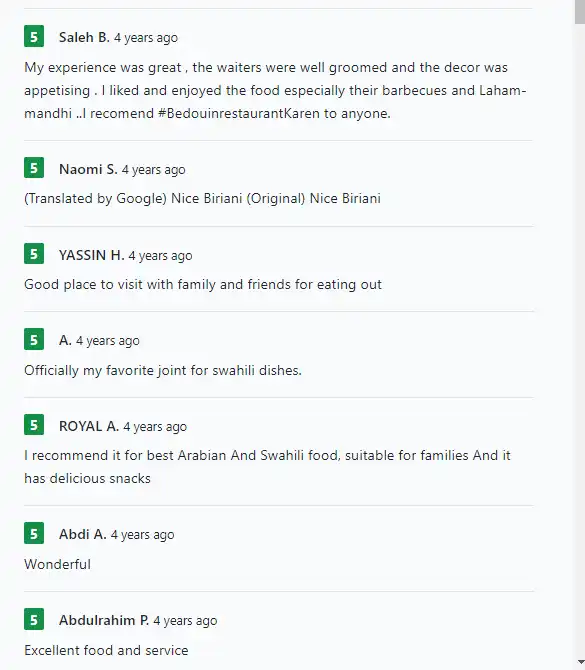 5 Saleh B. 4 years ago
My experience was great , the waiters were well groomed and the decor was
appetising . I liked and enjoyed the food especially their barbecues and Laham-
mandhi ..I recomend #BedouinrestaurantKaren to anyone.
5 Naomi S. 4 years ago
(Translated by Google) Nice Biriani (Original) Nice Biriani
5 YASSIN H. 4 years ago
Good place to visit with family and friends for eating out
5 A. 4 years ago
Officially my favorite joint for swahili dishes.
5 ROYAL A. 4 years ago
I recommend it for best Arabian And Swahili food, suitable for families And it
has delicious snacks
5 Abdi A. 4 years ago
Wonderful
5 Abdulrahim P. 4 years ago
Excellent food and service